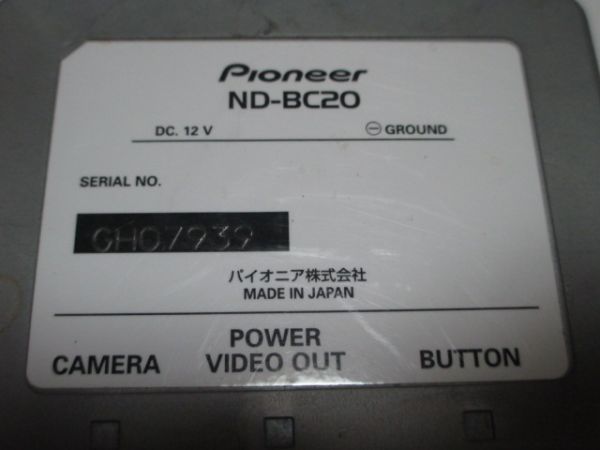 Pioneer
ND-BC20
DC. 12 V ⊖ GROUND
SERIAL NO.
GH07939
パイオニア株式会社
MADE IN JAPAN
CAMERA POWER VIDEO OUT BUTTON